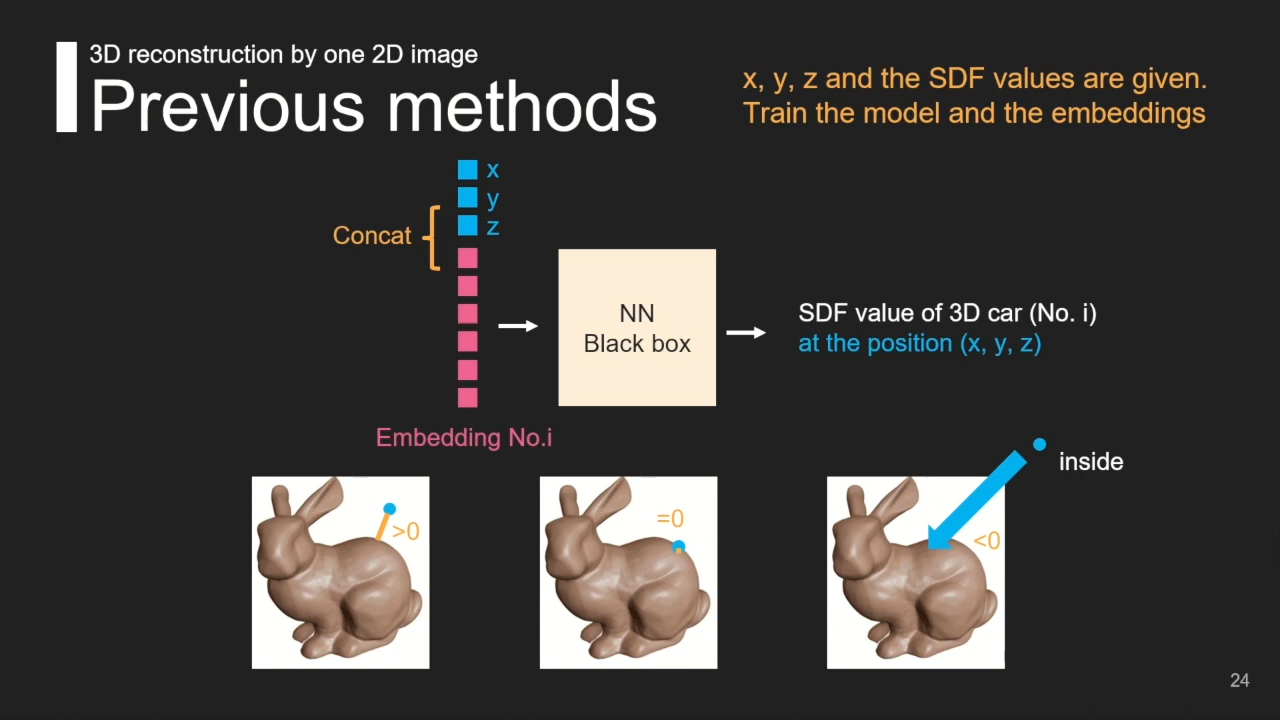 3D reconstruction by one 2D image
Previous methods
x, y, z and the SDF values are given.
Train the model and the embeddings
x
y
z
Concat
NN
Black box
SDF value of 3D car (No. i)
at the position (x, y, z)
Embedding No.i
inside
>0
=0
<0
24